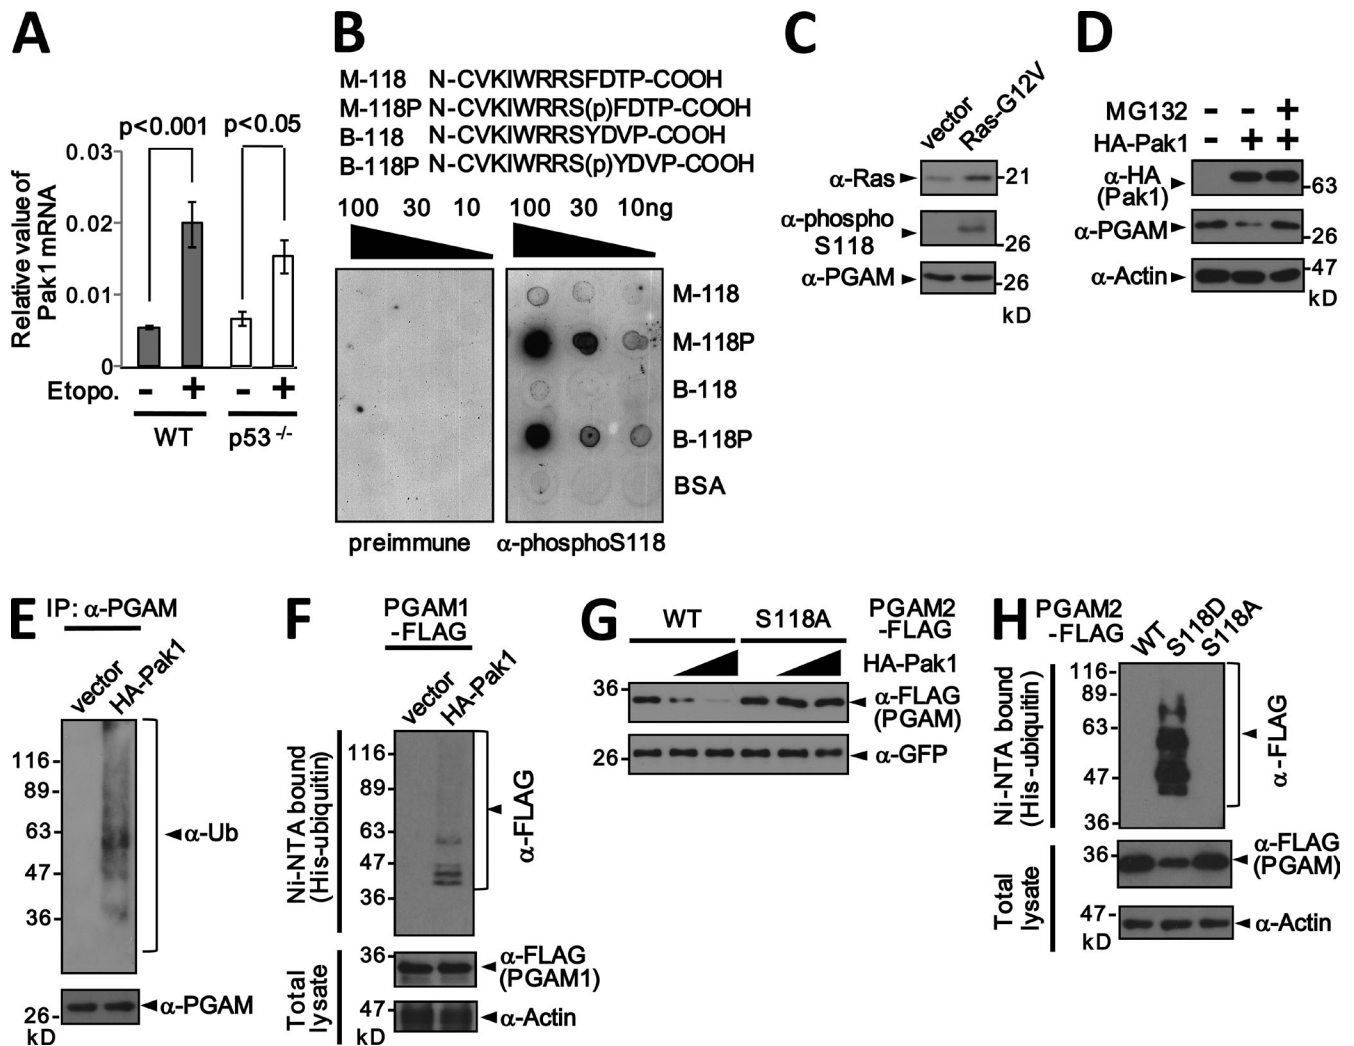 A
p<0.001 p<0.05
0.03
0.02
0.01
0
Relative value of
Pak1 mRNA
Etopo. - + - +
WT p53 -/-
B
M-118 N-CVKIWRRSFDTP-COOH
M-118P N-CVKIWRRS(p)FDTP-COOH
B-118 N-CVKIWRRSYDVP-COOH
B-118P N-CVKIWRRS(p)YDVP-COOH
100 30 10 100 30 10ng
M-118
M-118P
B-118
B-118P
BSA
preimmune α-phosphoS118
C
vector
Ras-G12V
α-Ras -21
α-phospho
S118 -26
α-PGAM -26
kD
D
MG132 - - +
HA-Pak1 - + +
α-HA
(Pak1) -63
α-PGAM -26
α-Actin -47
kD
E
IP: α-PGAM
vector
HA-Pak1
116-
89-
63-
47-
36-
α-Ub
26-
kD
α-PGAM
F
PGAM1
-FLAG
vector
HA-Pak1
Ni-NTA bound
(His-ubiquitin)
116-
89-
63-
47-
36-
α-FLAG
Total
lysate
36-
α-FLAG
(PGAM1)
47-
kD
α-Actin
G
WT S118A PGAM2
-FLAG
HA-Pak1
36-
α-FLAG
(PGAM)
26-
α-GFP
H
PGAM2
-FLAG
WT
S118D
S118A
Ni-NTA bound
(His-ubiquitin)
116-
89-
63-
47-
36-
α-FLAG
Total
lysate
36-
α-FLAG
(PGAM)
47-
kD
α-Actin